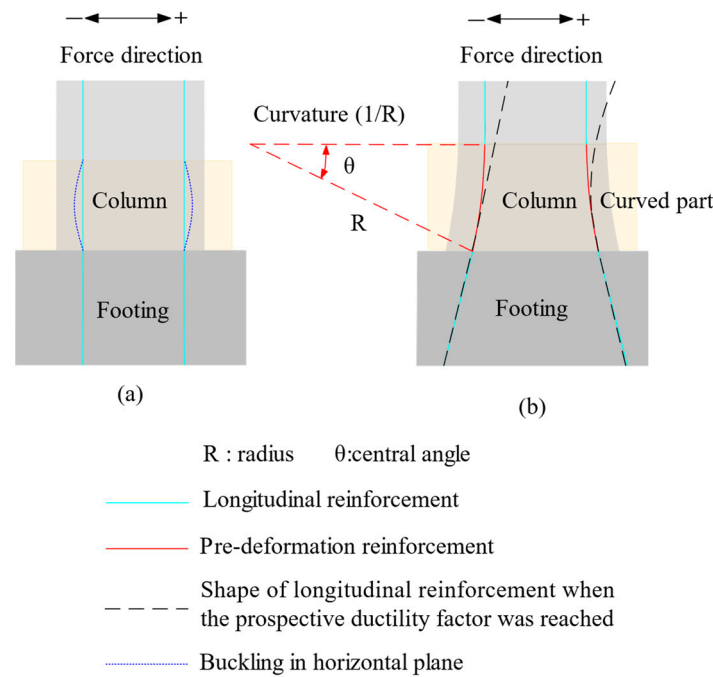 − +
Force direction
− +
Force direction
Curvature (1/R)
θ
R
Column
Column
Curved part
Footing
Footing
(a)
(b)
R : radius θ:central angle
Longitudinal reinforcement
Pre-deformation reinforcement
Shape of longitudinal reinforcement when
the prospective ductility factor was reached
Buckling in horizontal plane